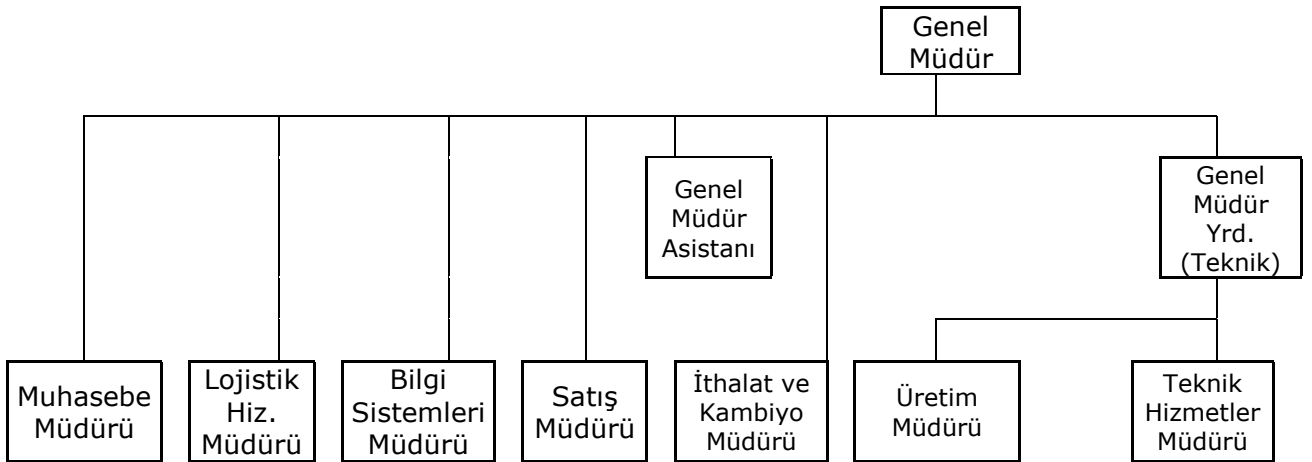 Genel
Müdür
Genel
Müdür
Asistanı
Genel
Müdür
Yrd.
(Teknik)
Muhasebe
Müdürü
Lojistik
Hiz.
Müdürü
Bilgi
Sistemleri
Müdürü
Satış
Müdürü
İthalat ve
Kambiyo
Müdürü
Üretim
Müdürü
Teknik
Hizmetler
Müdürü